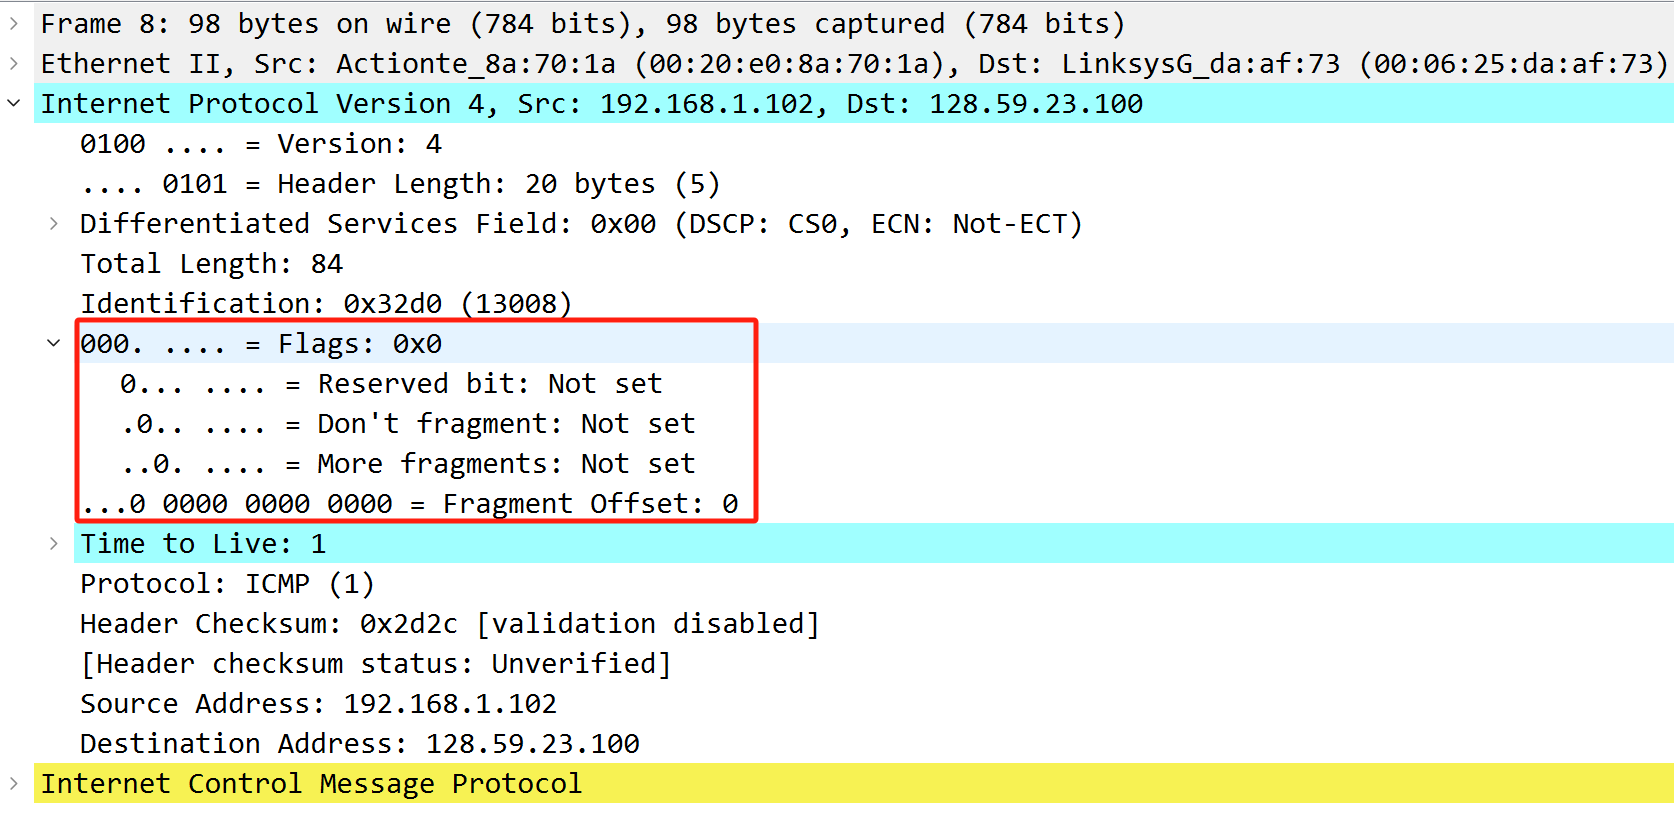 Frame 8: 98 bytes on wire (784 bits), 98 bytes captured (784 bits)
Ethernet II, Src: Actionte_8a:70:1a (00:20:e0:8a:70:1a), Dst: LinksysG_da:af:73 (00:06:25:da:af:73)
Internet Protocol Version 4, Src: 192.168.1.102, Dst: 128.59.23.100
0100 .... = Version: 4
.... 0101 = Header Length: 20 bytes (5)
Differentiated Services Field: 0x00 (DSCP: CS0, ECN: Not-ECT)
Total Length: 84
Identification: 0x32d0 (13008)
000. .... = Flags: 0x0
0... .... = Reserved bit: Not set
.0.. .... = Don't fragment: Not set
..0. .... = More fragments: Not set
...0 0000 0000 0000 = Fragment Offset: 0
Time to Live: 1
Protocol: ICMP (1)
Header Checksum: 0x2d2c [validation disabled]
[Header checksum status: Unverified]
Source Address: 192.168.1.102
Destination Address: 128.59.23.100
Internet Control Message Protocol